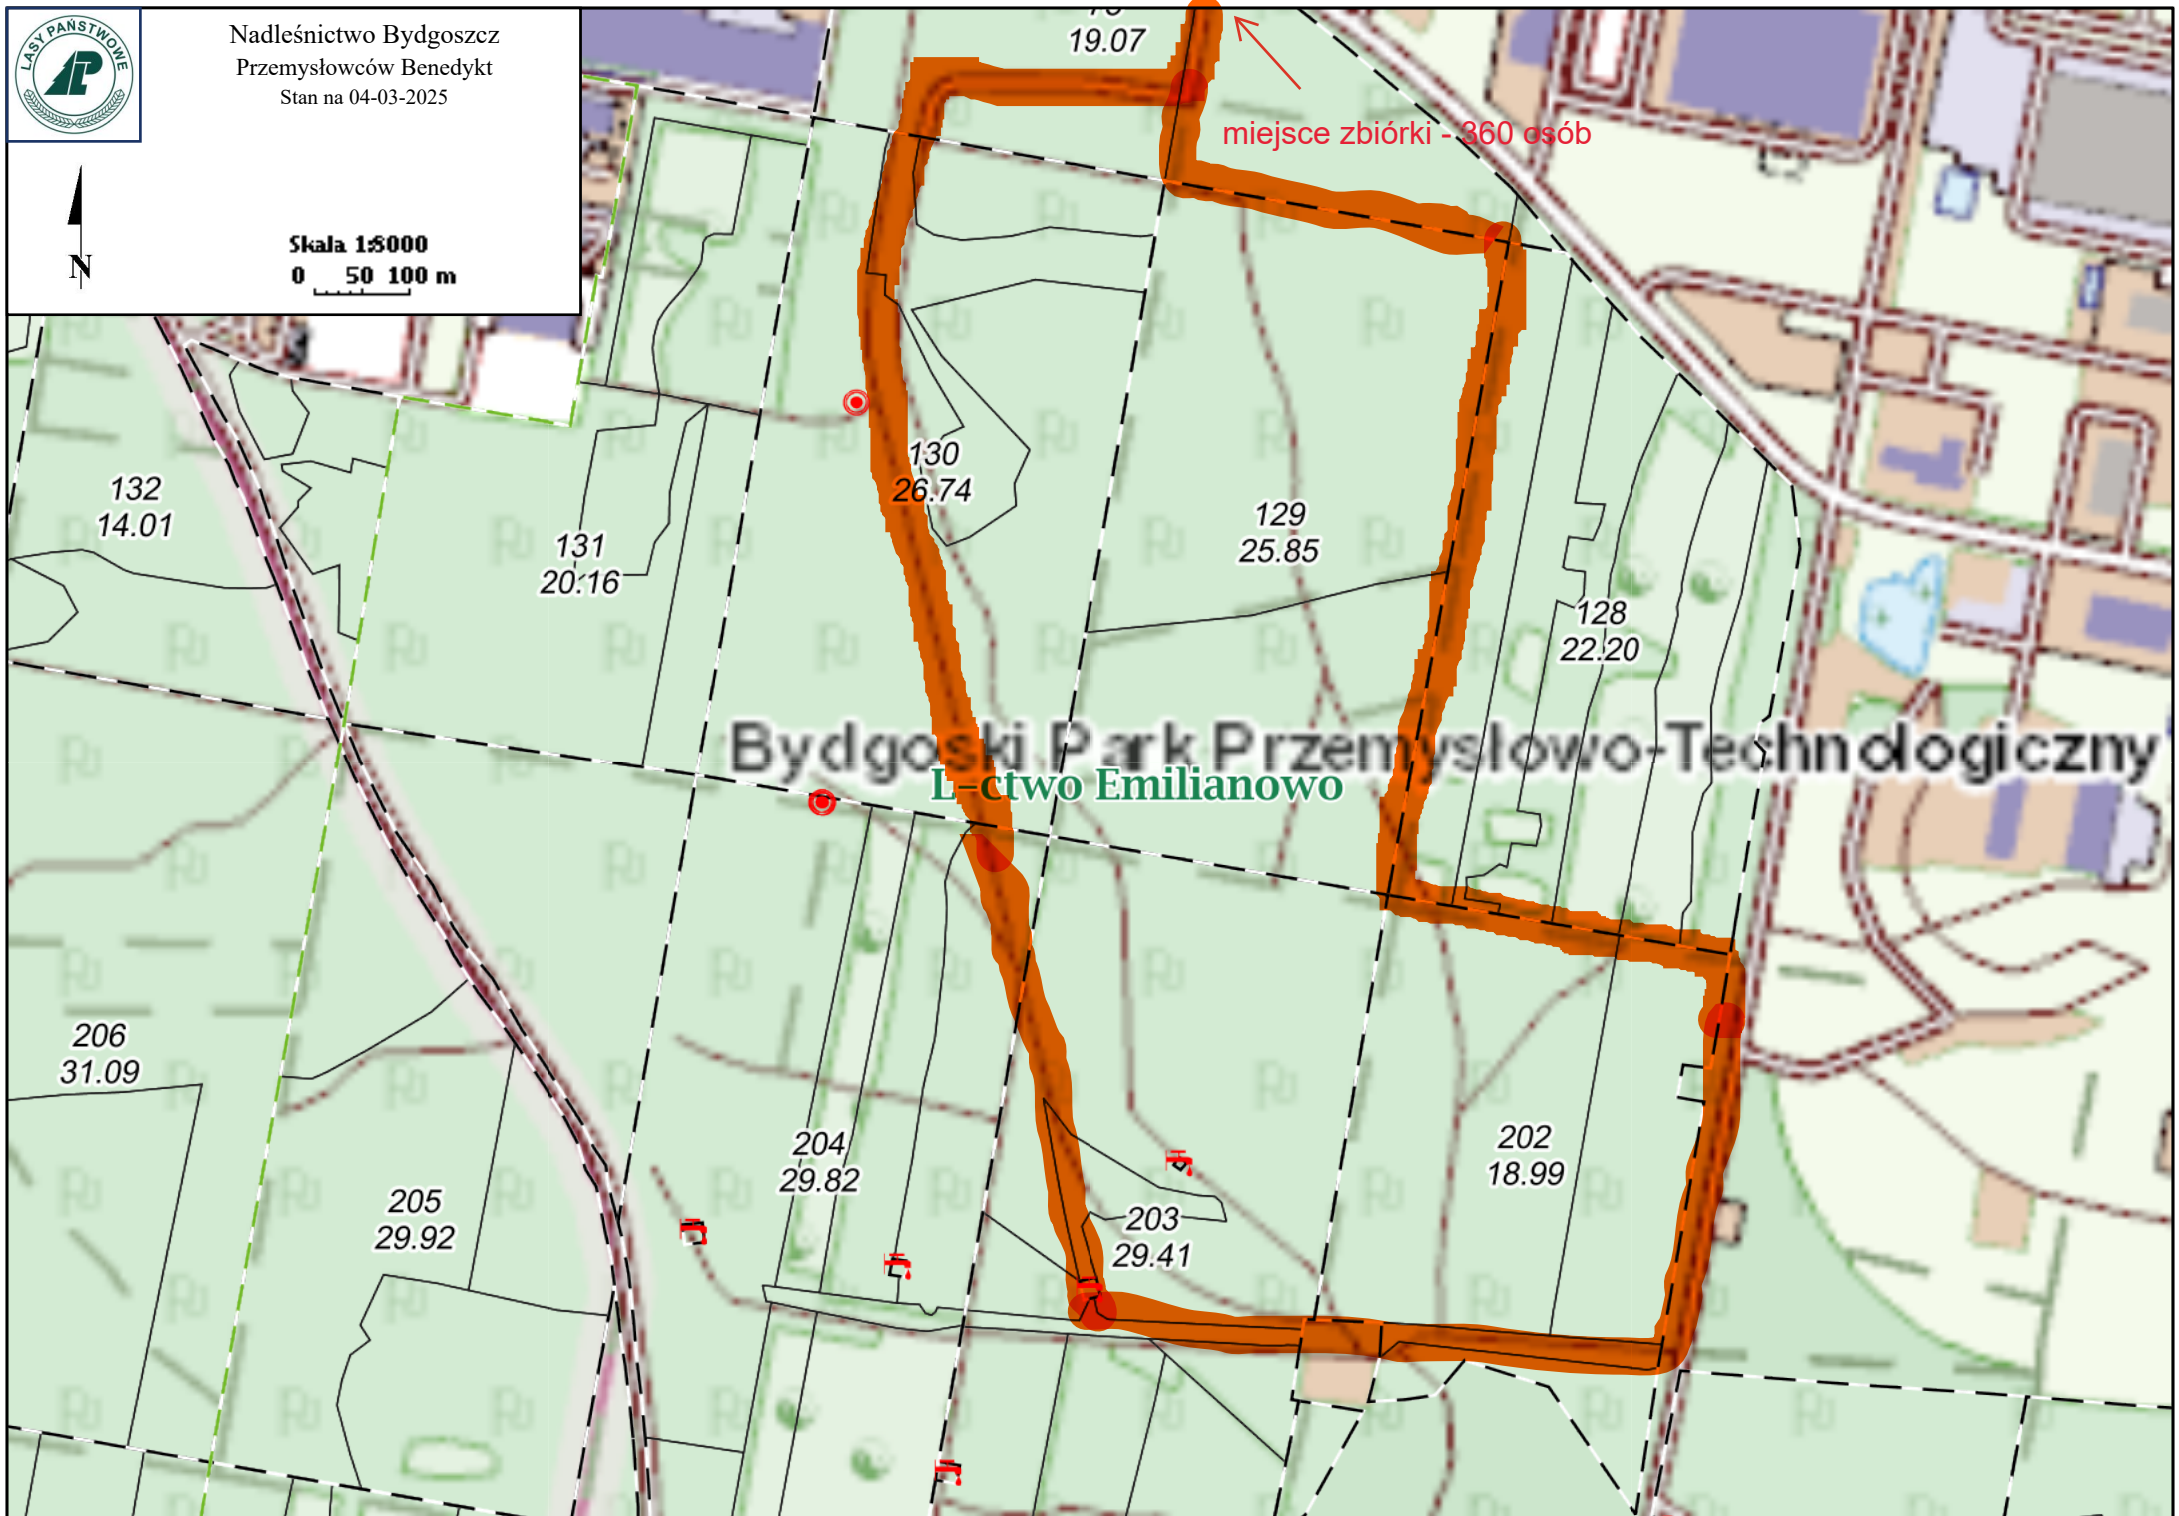 LASY PAŃSTWOWE
LP
Nadleśnictwo Bydgoszcz
Przemysłowców Benedykt
Stan na 04-03-2025
N
Skala 1:5000
0 50 100 m
19.07
miejsce zbiórki - 360 osób
132
14.01
131
20.16
130
26.74
129
25.85
128
22.20
Bydgoski Park Przemysłowo-Technologiczny
L-ctwo Emilianowo
206
31.09
205
29.92
204
29.82
203
29.41
202
18.99